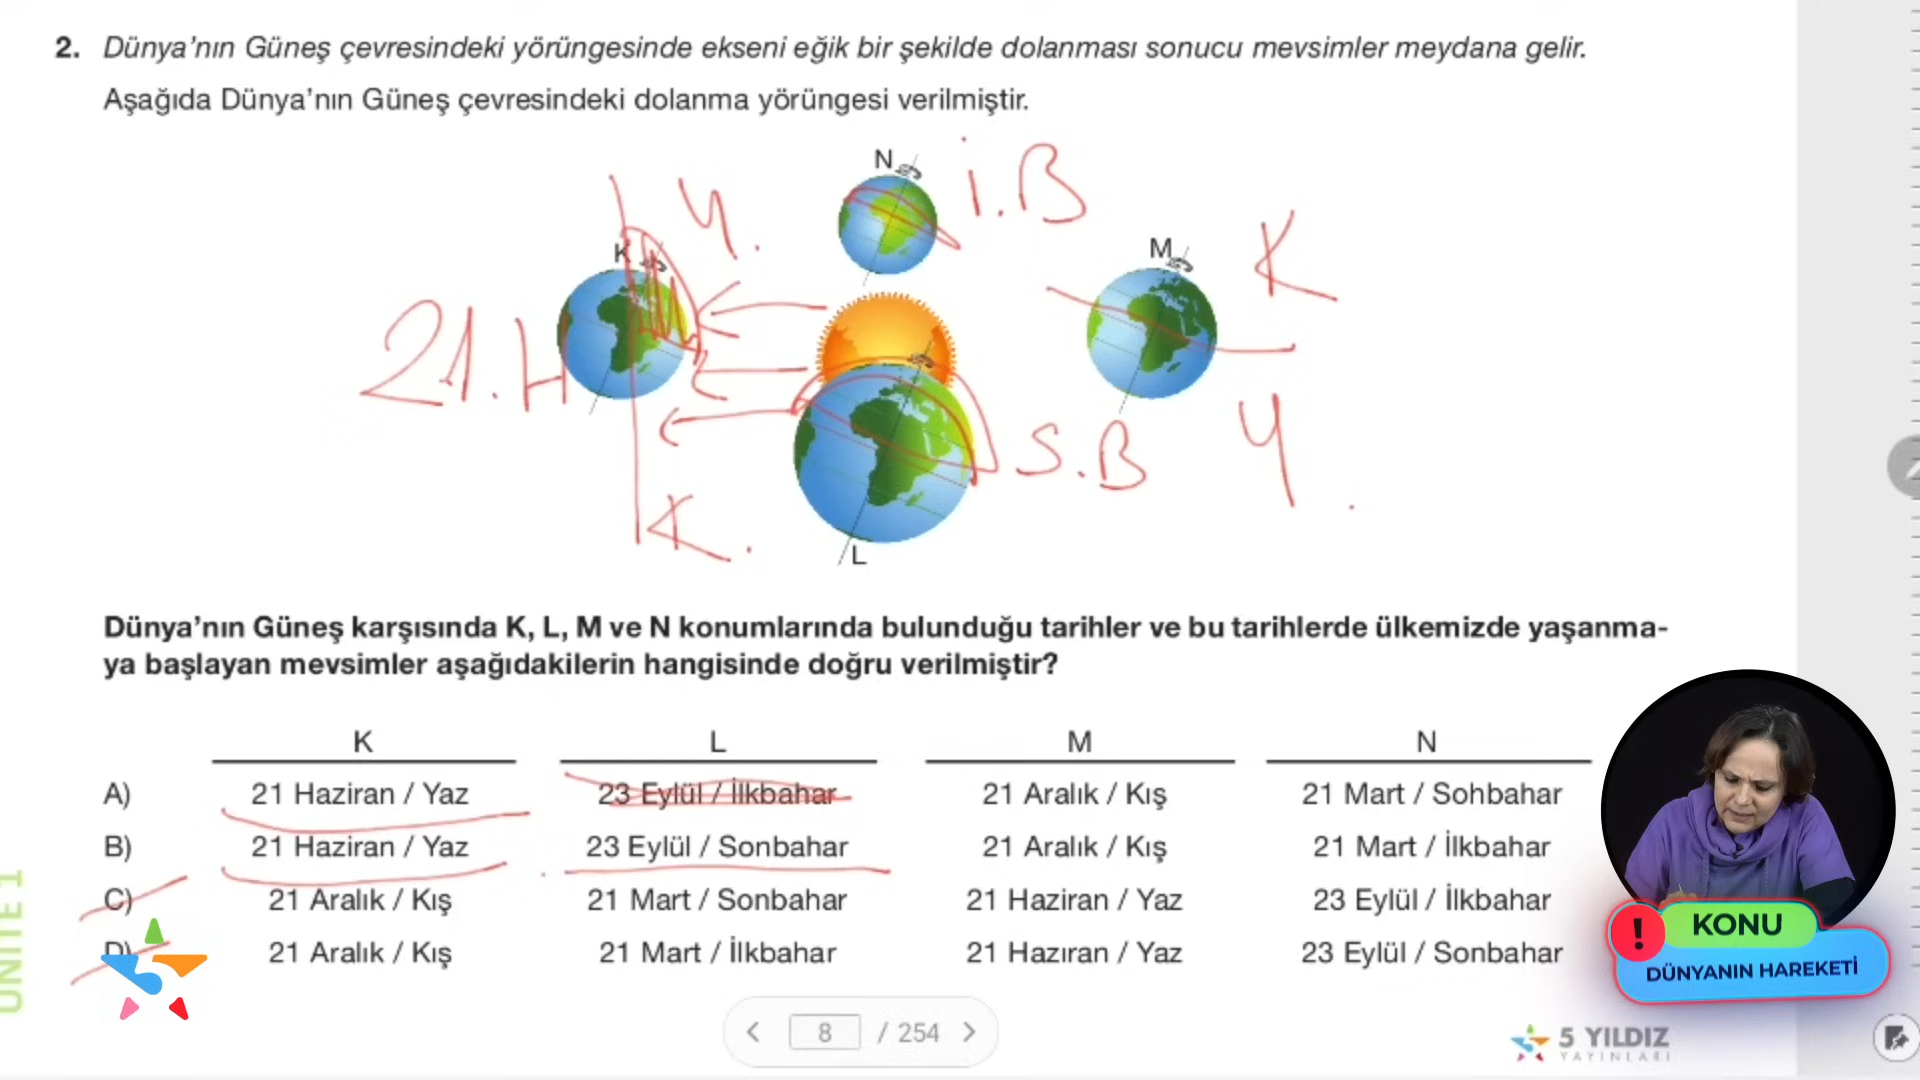 2. Dünya'nın Güneş çevresindeki yörüngesinde ekseni eğik bir şekilde dolanması sonucu mevsimler meydana gelir.
Aşağıda Dünya'nın Güneş çevresindeki dolanma yörüngesi verilmiştir.
N
i.B
Y.
K
M
K
21.H
S.B
Y.
K.
L
Dünya'nın Güneş karşısında K, L, M ve N konumlarında bulunduğu tarihler ve bu tarihlerde ülkemizde yaşanma-
ya başlayan mevsimler aşağıdakilerin hangisinde doğru verilmiştir?
K L M N
A) 21 Haziran / Yaz 23 Eylül / İlkbahar 21 Aralık / Kış 21 Mart / Sohbahar
B) 21 Haziran / Yaz 23 Eylül / Sonbahar 21 Aralık / Kış 21 Mart / İlkbahar
C) 21 Aralık / Kış 21 Mart / Sonbahar 21 Haziran / Yaz 23 Eylül / İlkbahar
D) 21 Aralık / Kış 21 Mart / İlkbahar 21 Hazıran / Yaz 23 Eylül / Sonbahar
ÜNİTE 1
5
! KONU
DÜNYANIN HAREKETİ
8 / 254
5 YILDIZ
YAYINLARI